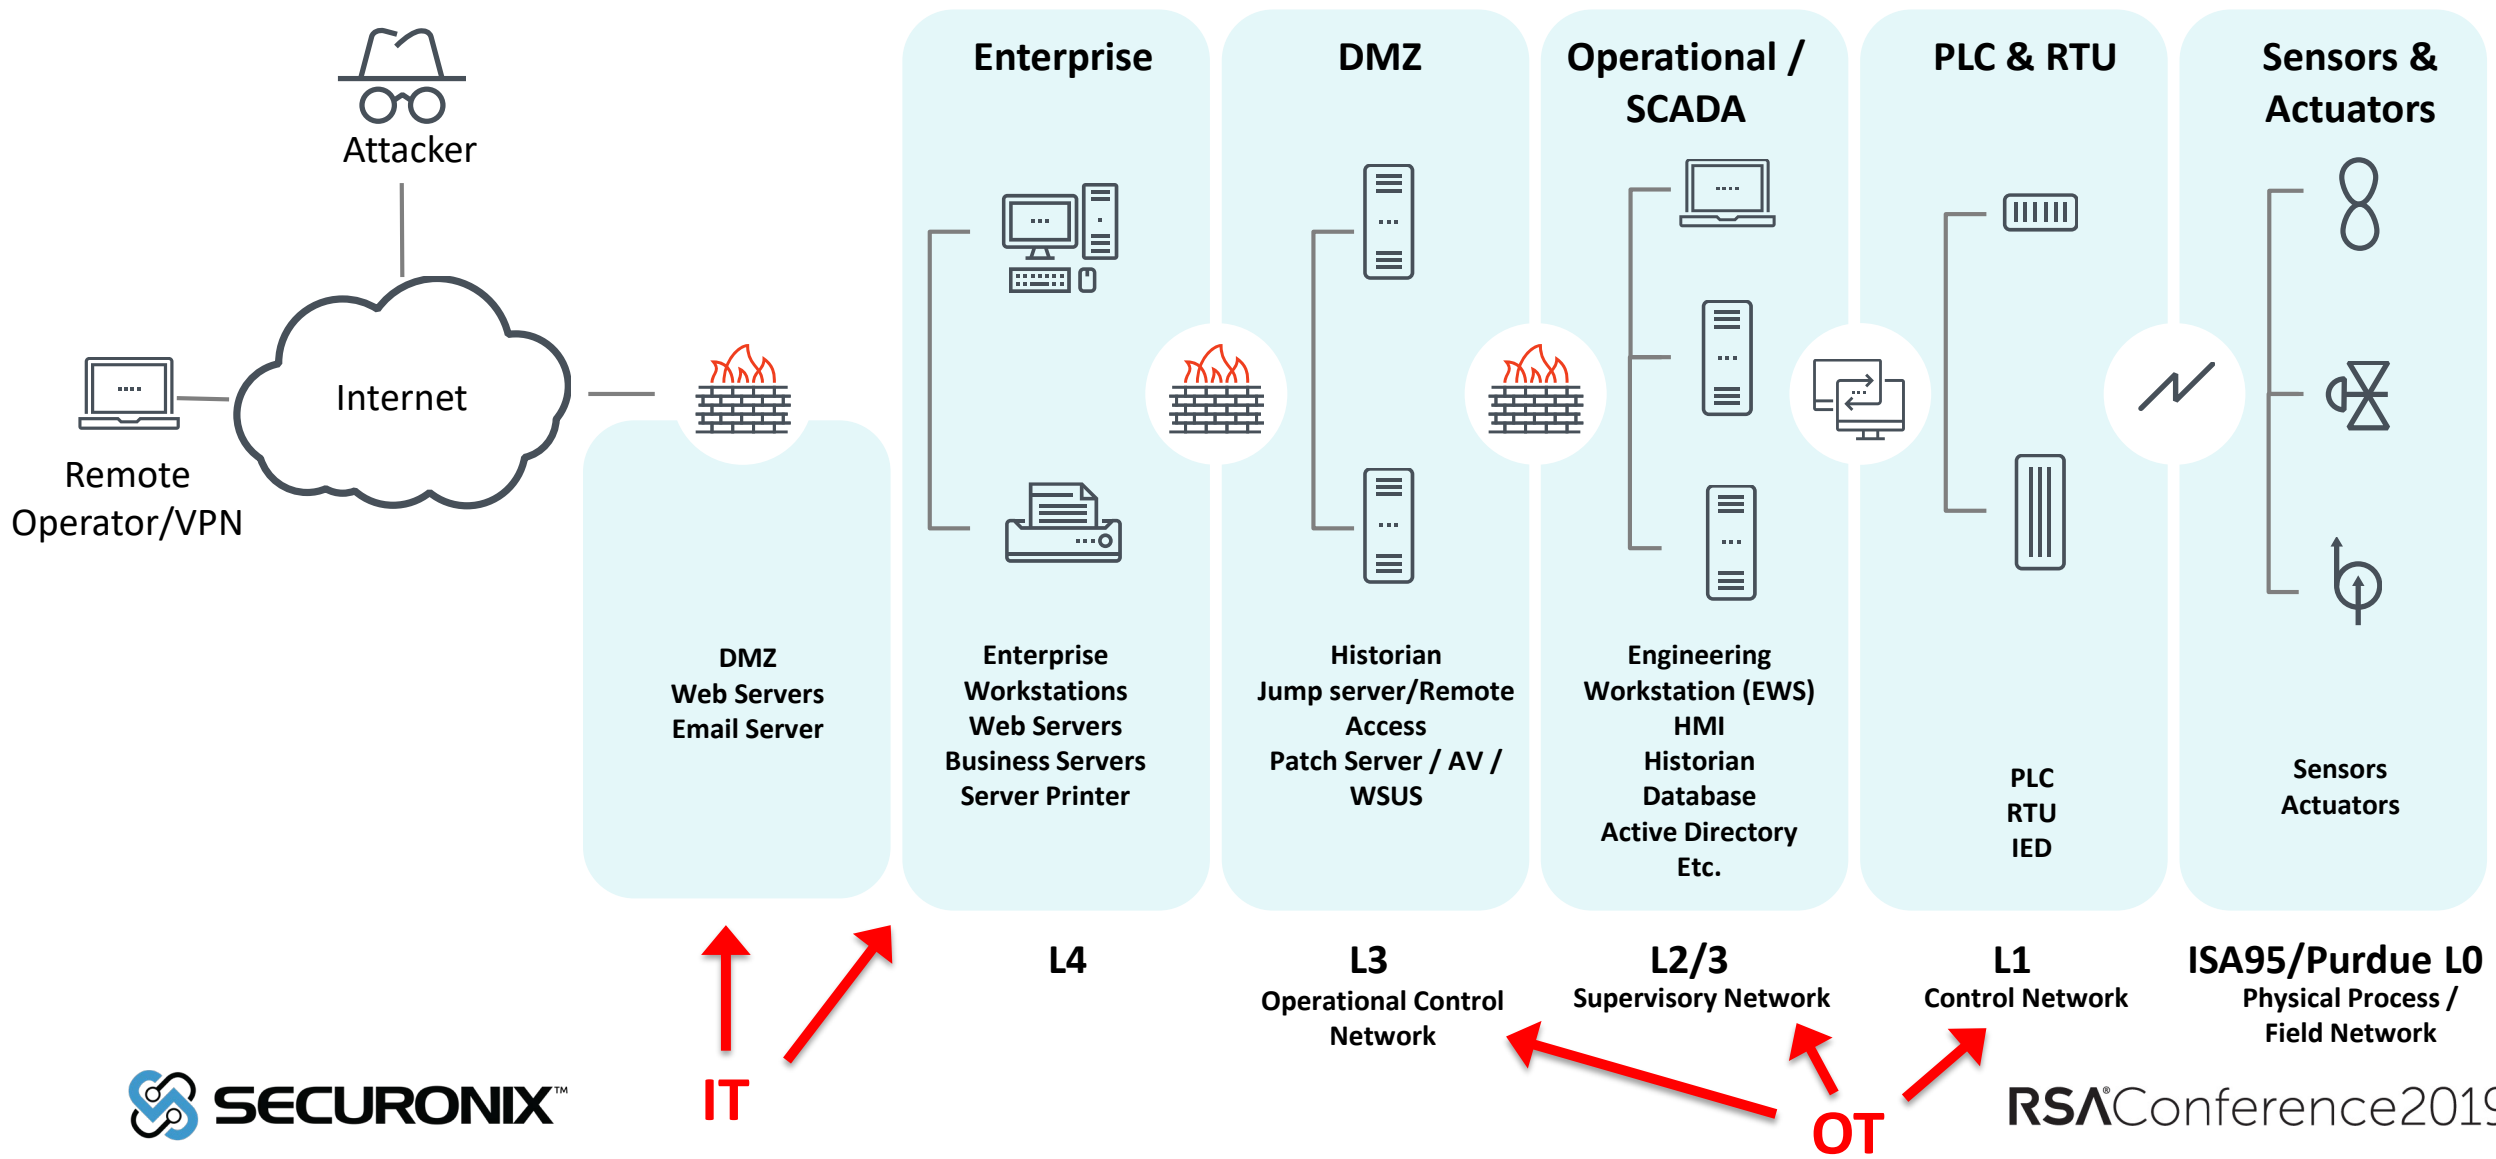 Attacker
Internet
Remote
Operator/VPN
DMZ
Web Servers
Email Server
Enterprise
Enterprise
Workstations
Web Servers
Business Servers
Server Printer
L4
DMZ
Historian
Jump server/Remote
Access
Patch Server / AV /
WSUS
L3
Operational Control
Network
Operational /
SCADA
Engineering
Workstation (EWS)
HMI
Historian
Database
Active Directory
Etc.
L2/3
Supervisory Network
PLC & RTU
PLC
RTU
IED
L1
Control Network
Sensors &
Actuators
Sensors
Actuators
ISA95/Purdue L0
Physical Process /
Field Network
IT
OT
SECURONIX™
RSA®Conference2019